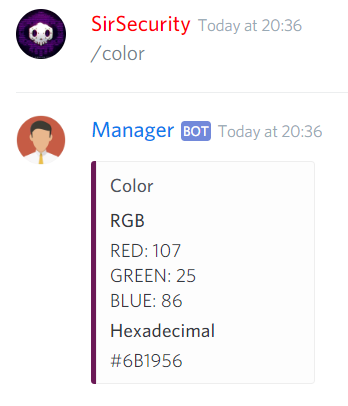 SirSecurity Today at 20:36
/color
Manager BOT Today at 20:36
Color
RGB
RED: 107
GREEN: 25
BLUE: 86
Hexadecimal
#6B1956